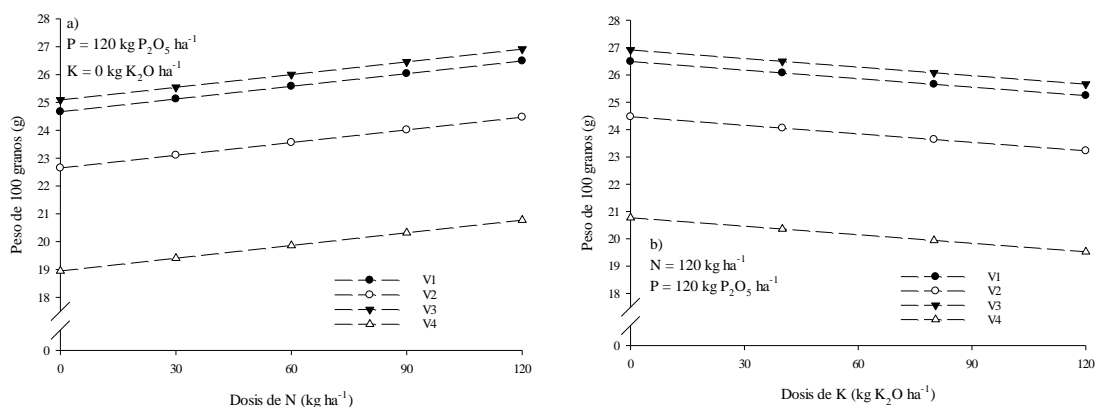 a)
P = 120 kg P₂O₅ ha⁻¹
K = 0 kg K₂O ha⁻¹
Peso de 100 granos (g)
28
27
26
25
24
23
22
21
20
19
18
0
V1
V2
V3
V4
0 30 60 90 120
Dosis de N (kg ha⁻¹)
Peso de 100 granos (g)
28
27
26
25
24
23
22
21
20
19
18
0
b)
N = 120 kg ha⁻¹
P = 120 kg P₂O₅ ha⁻¹
V1
V2
V3
V4
0 30 60 90 120
Dosis de K (kg K₂O ha⁻¹)